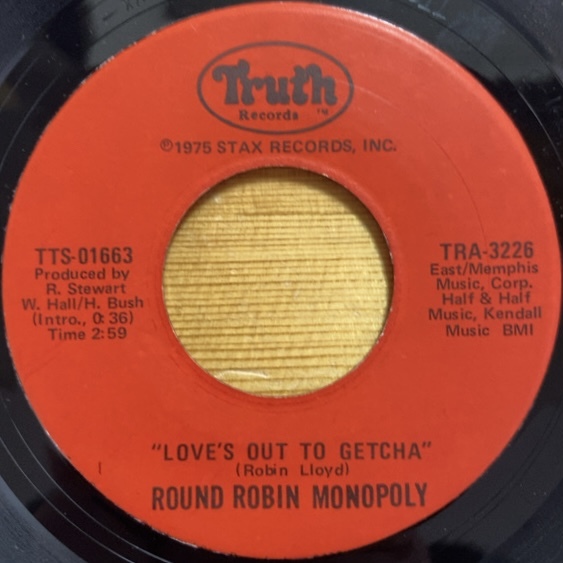 Truth
Records ™
℗1975 STAX RECORDS, INC.
TTS-01663
Produced by
R. Stewart
W. Hall/H. Bush
(Intro., 0:36)
Time 2:59
TRA-3226
East/Memphis
Music, Corp.
Half & Half
Music, Kendall
Music BMI
"LOVE'S OUT TO GETCHA"
(Robin Lloyd)
ROUND ROBIN MONOPOLY